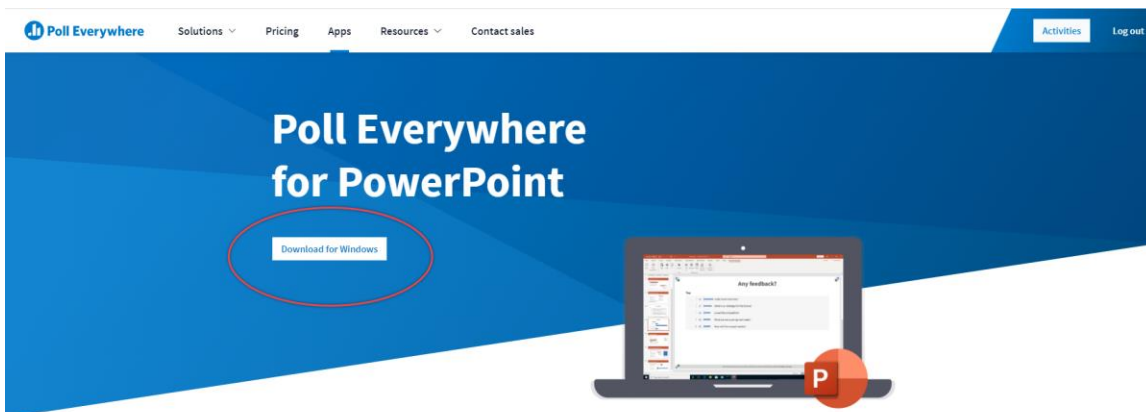 Poll Everywhere
Solutions
Pricing
Apps
Resources
Contact sales
Activities
Log out
Poll Everywhere
for PowerPoint
Download for Windows
Any feedback?
P